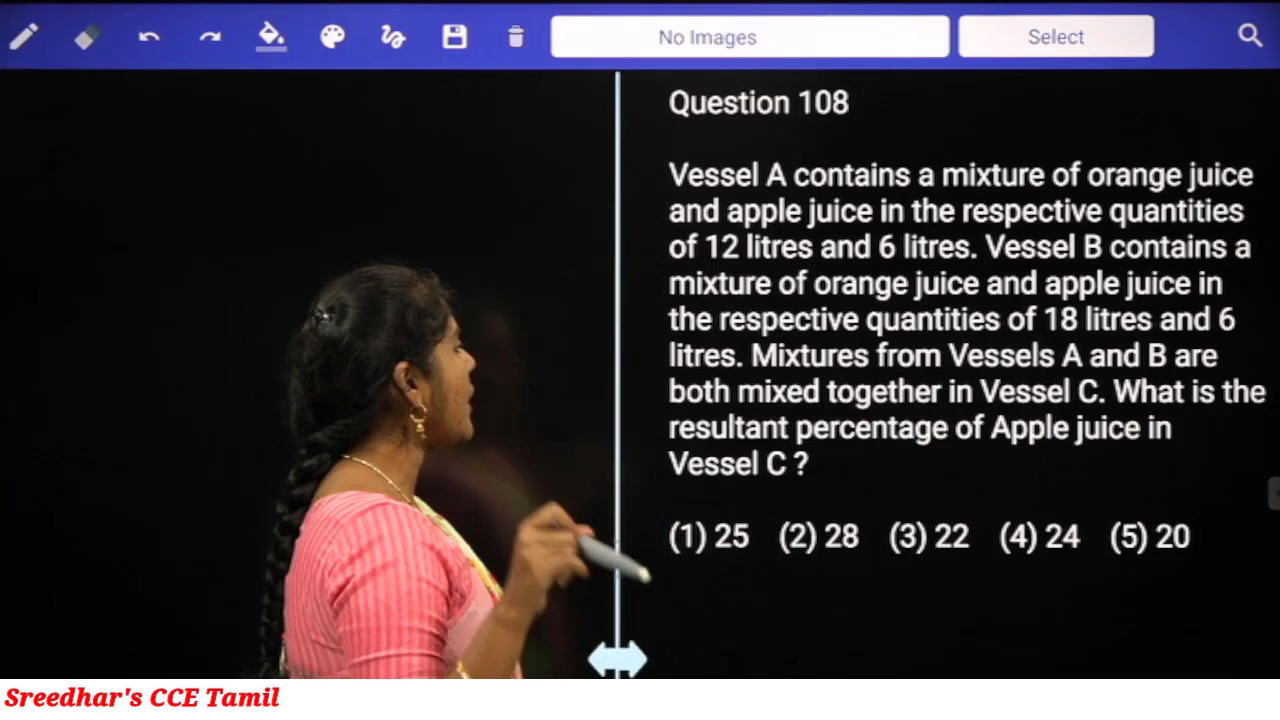 No Images
Select
Question 108
Vessel A contains a mixture of orange juice
and apple juice in the respective quantities
of 12 litres and 6 litres. Vessel B contains a
mixture of orange juice and apple juice in
the respective quantities of 18 litres and 6
litres. Mixtures from Vessels A and B are
both mixed together in Vessel C. What is the
resultant percentage of Apple juice in
Vessel C ?
(1) 25 (2) 28 (3) 22 (4) 24 (5) 20
Sreedhar's CCE Tamil